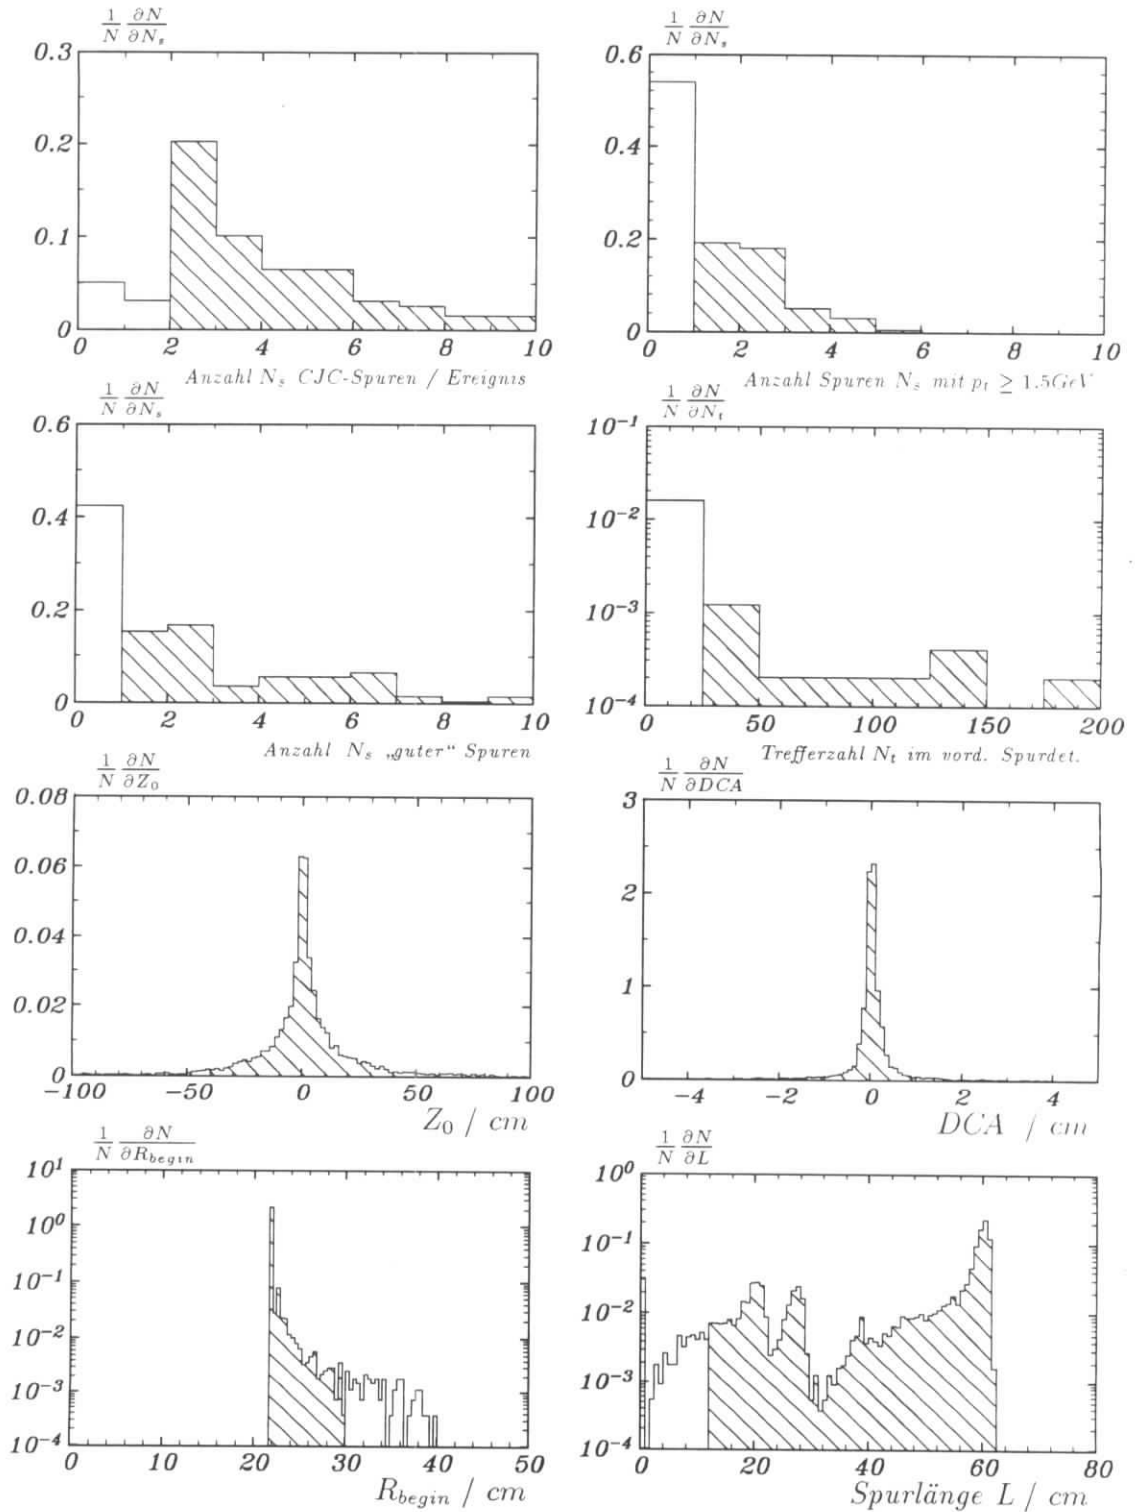 1/N ∂N/∂N_s
0.3
0.2
0.1
0
0 2 4 6 8 10
Anzahl N_s CJC-Spuren / Ereignis
1/N ∂N/∂N_s
0.6
0.4
0.2
0
0 2 4 6 8 10
Anzahl Spuren N_s mit p_t ≥ 1.5GeV
1/N ∂N/∂N_s
0.6
0.4
0.2
0
0 2 4 6 8 10
Anzahl N_s „guter“ Spuren
1/N ∂N/∂N_t
10^-1
10^-2
10^-3
10^-4
0 50 100 150 200
Trefferzahl N_t im vord. Spurdet.
1/N ∂N/∂Z_0
0.08
0.06
0.04
0.02
0
-100 -50 0 50 100
Z_0 / cm
1/N ∂N/∂DCA
3
2
1
0
-4 -2 0 2 4
DCA / cm
1/N ∂N/∂R_begin
10^1
10^0
10^-1
10^-2
10^-3
10^-4
0 10 20 30 40 50
R_begin / cm
1/N ∂N/∂L
10^0
10^-1
10^-2
10^-3
10^-4
0 20 40 60 80
Spurlänge L / cm